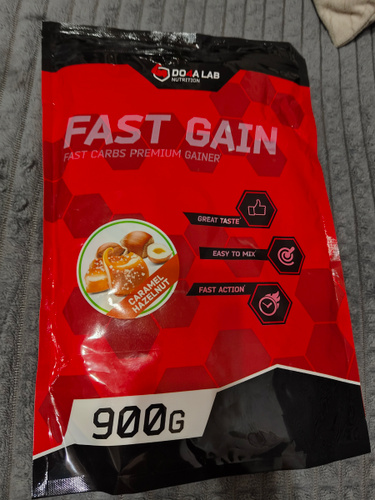 DO4A LAB
NUTRITION
FAST GAIN
FAST CARBS PREMIUM GAINER
GREAT TASTE
EASY TO MIX
FAST ACTION
CARAMEL
HAZELNUT
900G